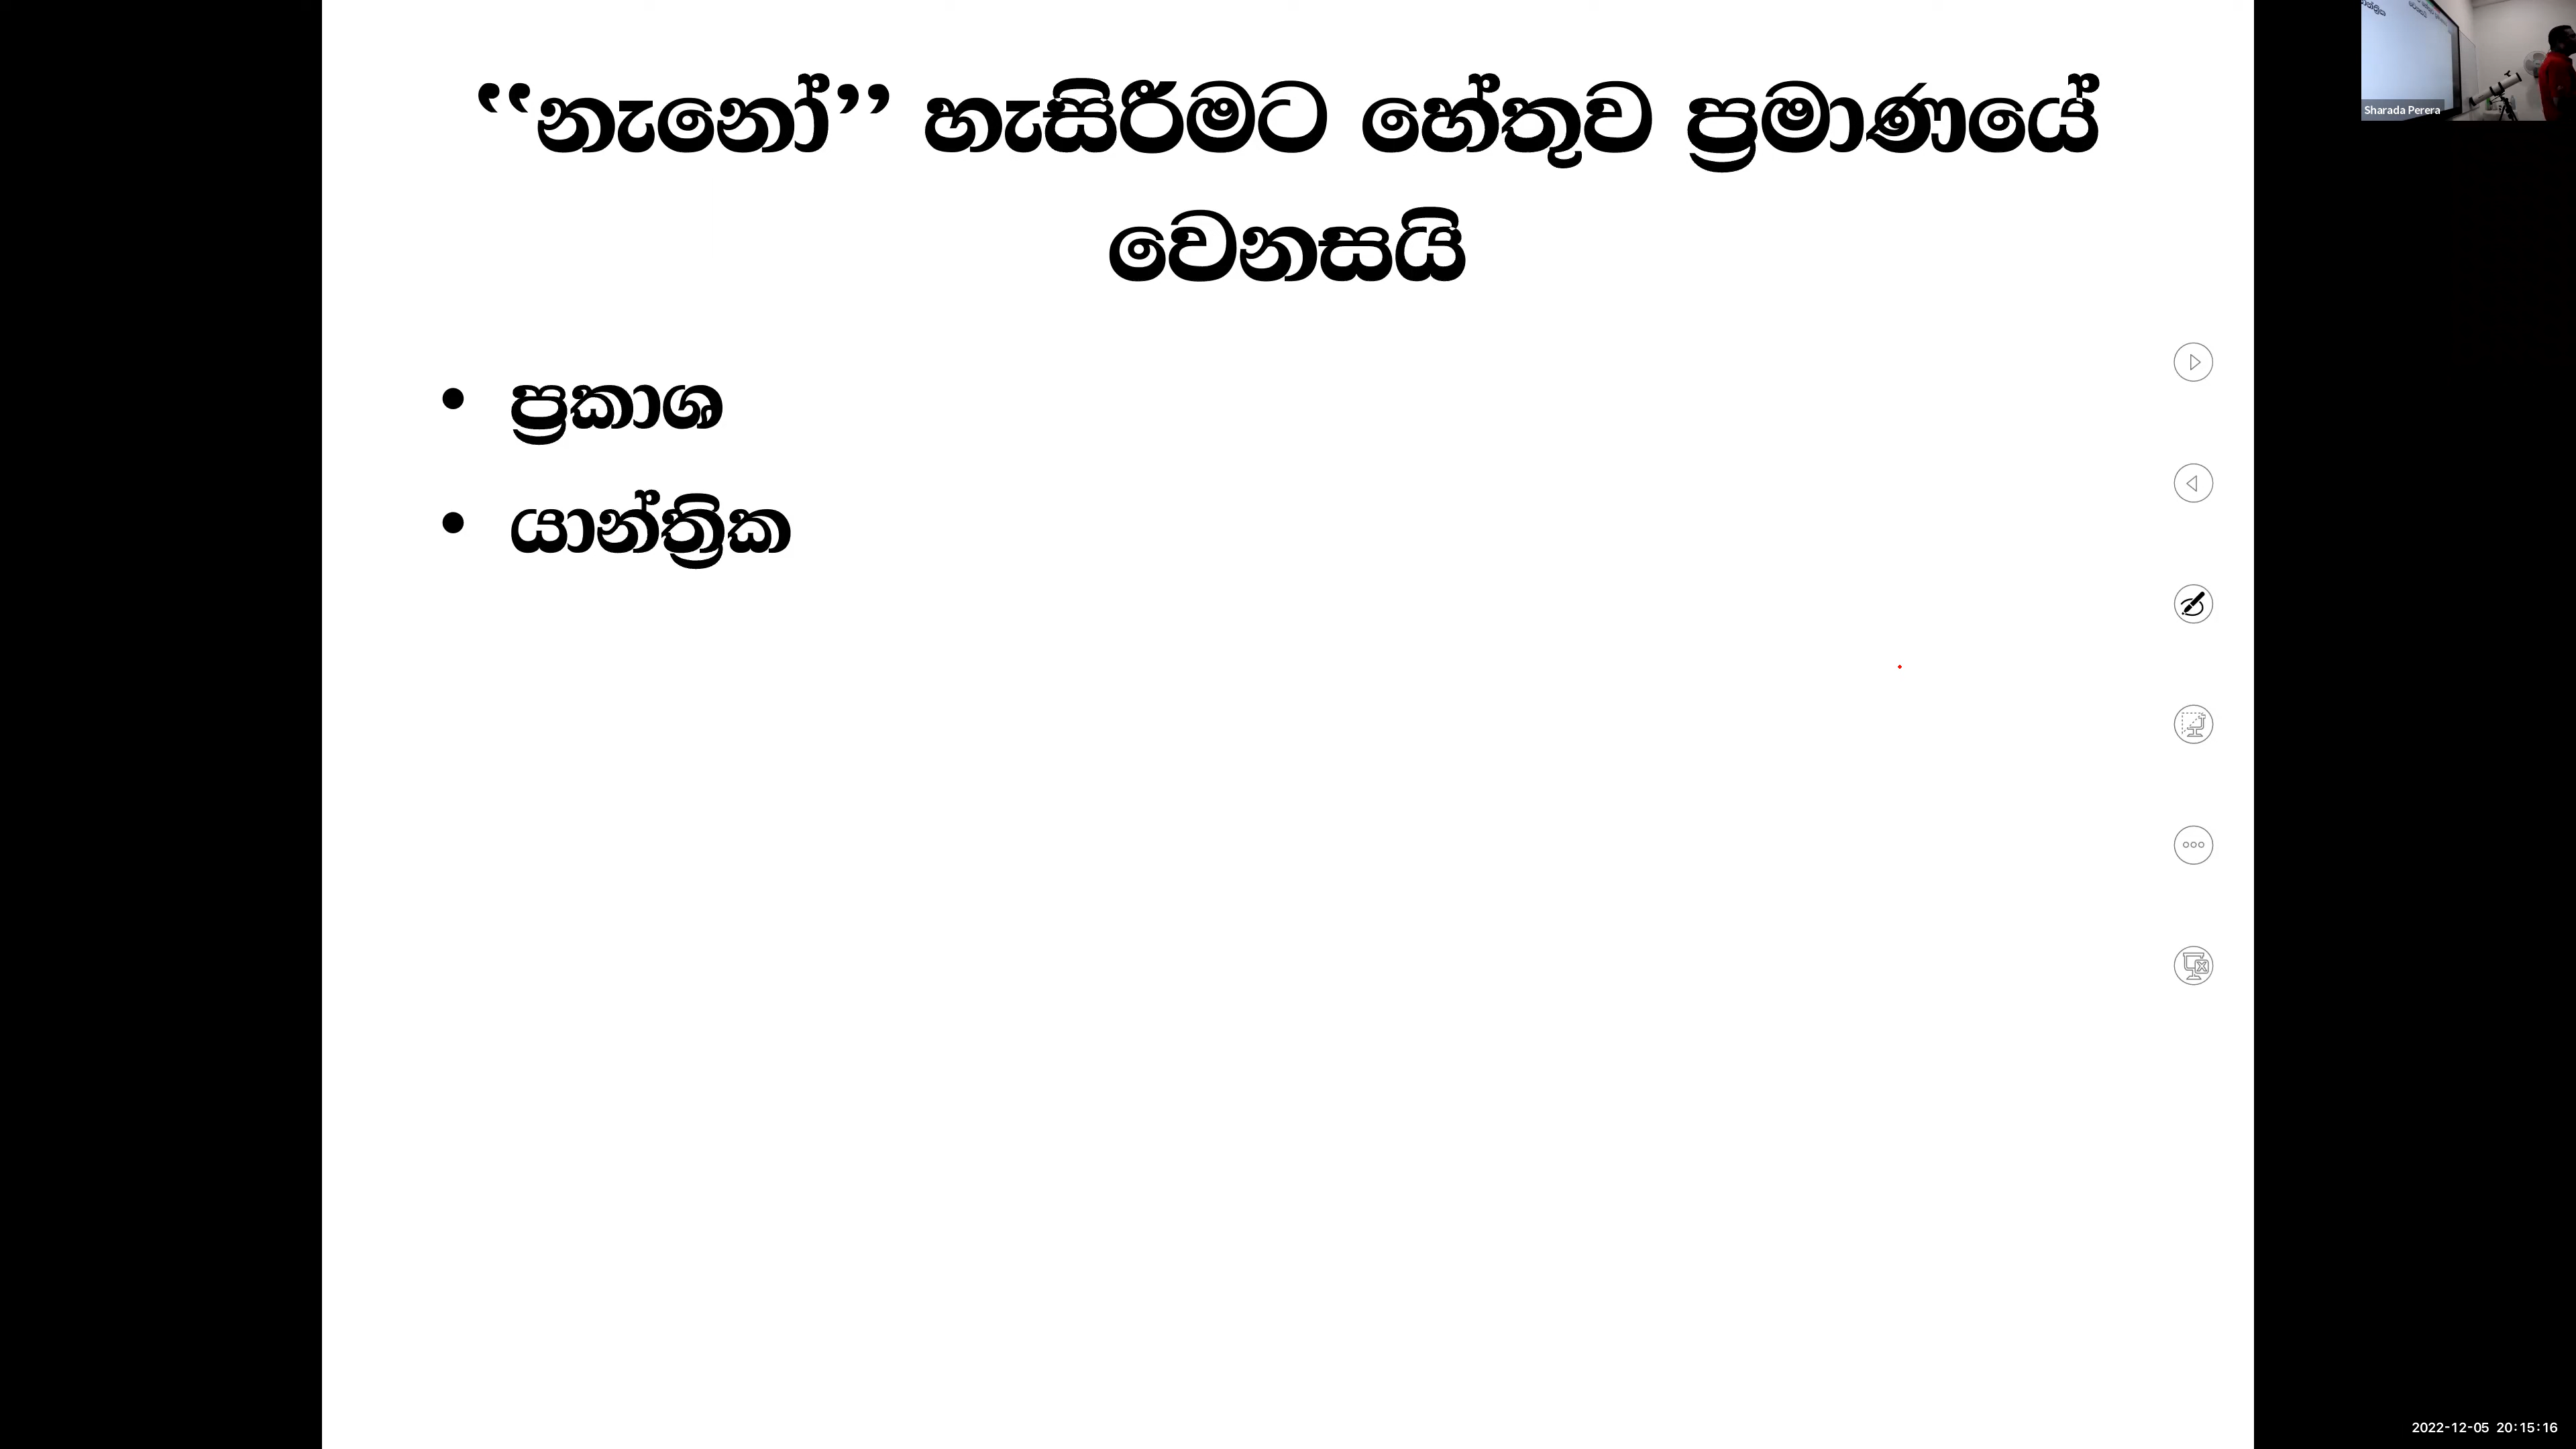 “නැනෝ” හැසිරීමට හේතුව ප්‍රමාණයේ
වෙනසයි
• ප්‍රකාශ
• යාන්ත්‍රික
Sharada Perera
2022-12-05 20:15:16